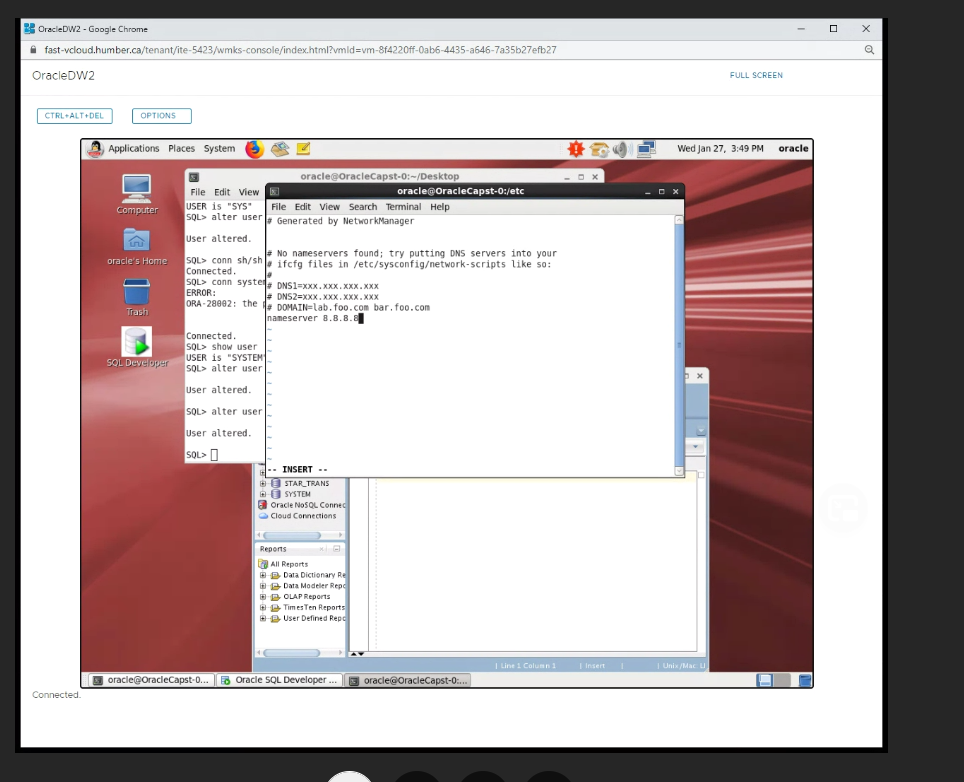 OracleDW2 - Google Chrome
fast-vcloud.humber.ca/tenant/ite-5423/wmks-console/index.html?vmId=vm-8f4220ff-0ab6-4435-a646-7a35b27efb27
OracleDW2
FULL SCREEN
CTRL+ALT+DEL OPTIONS
Applications Places System Wed Jan 27, 3:49 PM oracle
Computer
oracle's Home
Trash
SQL Developer
oracle@OracleCapst-0:~/Desktop
File Edit View
USER is "SYS"
SQL> alter user
User altered.
SQL> conn sh/sh
Connected.
SQL> conn system
ERROR:
ORA-28002: the
Connected.
SQL> show user
USER is "SYSTEM"
SQL> alter user
User altered.
SQL> alter user
User altered.
SQL>
oracle@OracleCapst-0:/etc
File Edit View Search Terminal Help
# Generated by NetworkManager
# No nameservers found; try putting DNS servers into your
# ifcfg files in /etc/sysconfig/network-scripts like so:
#
# DNS1=xxx.xxx.xxx.xxx
# DNS2=xxx.xxx.xxx.xxx
# DOMAIN=lab.foo.com bar.foo.com
nameserver 8.8.8.8
~
~
~
~
~
~
~
~
~
~
~
~
~
-- INSERT --
STAR_TRANS
SYSTEM
Oracle NoSQL Connec
Cloud Connections
Reports
All Reports
Data Dictionary Re
Data Modeler Repo
OLAP Reports
TimesTen Reports
User Defined Repo
| Line 1 Column 1 | Insert | | Unix/Mac: LI
oracle@OracleCapst-0... Oracle SQL Developer ... oracle@OracleCapst-0:...
Connected.